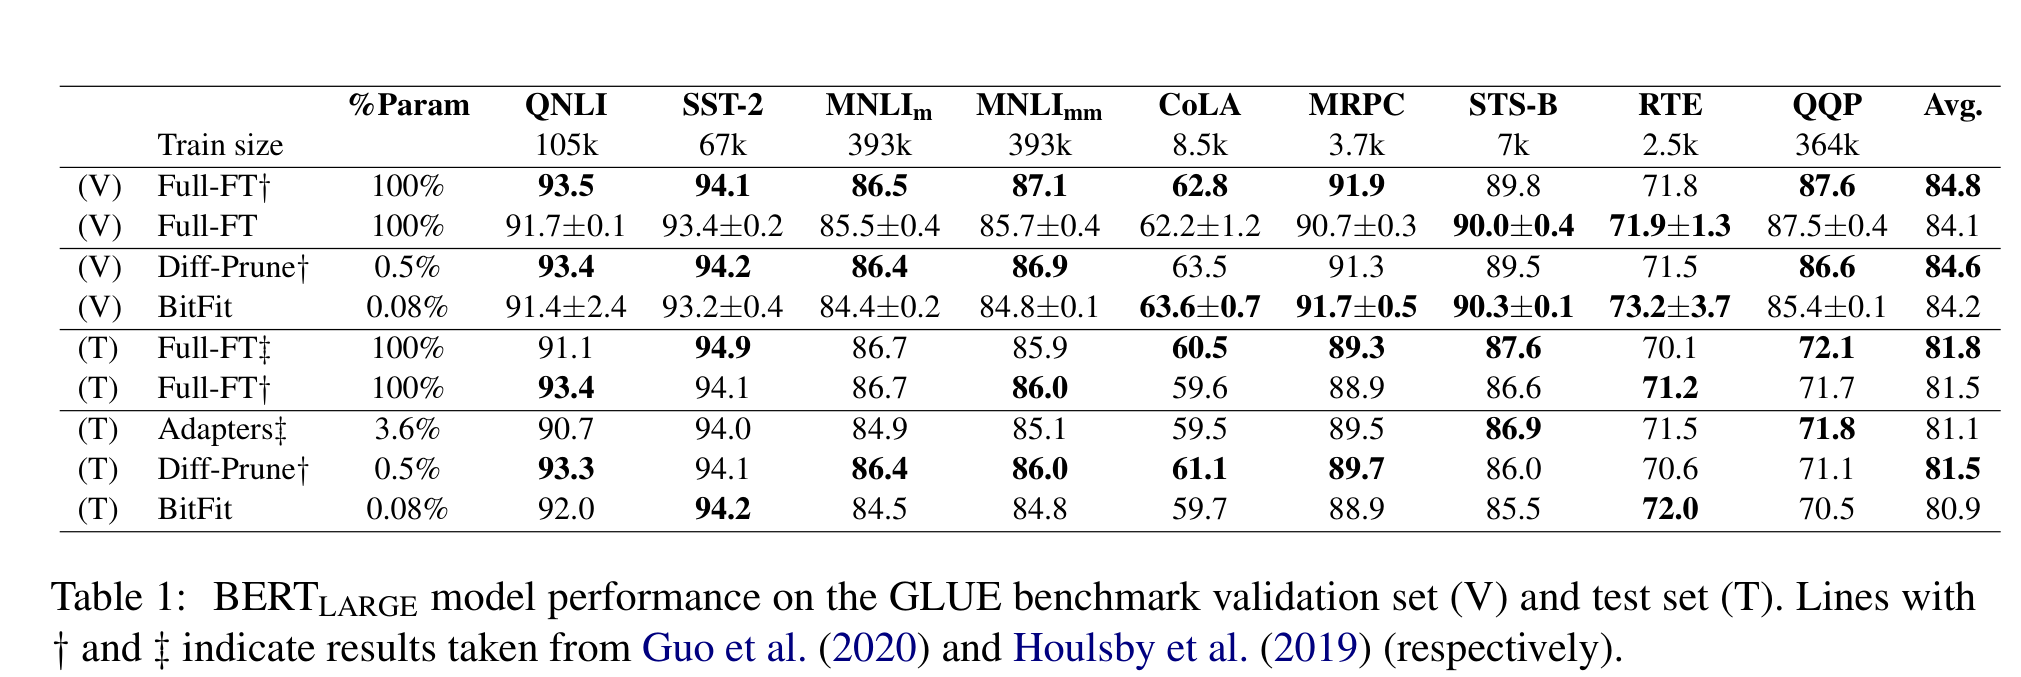 %Param QNLI SST-2 MNLIm MNLImm CoLA MRPC STS-B RTE QQP Avg.
Train size 105k 67k 393k 393k 8.5k 3.7k 7k 2.5k 364k
(V) Full-FT† 100% 93.5 94.1 86.5 87.1 62.8 91.9 89.8 71.8 87.6 84.8
(V) Full-FT 100% 91.7±0.1 93.4±0.2 85.5±0.4 85.7±0.4 62.2±1.2 90.7±0.3 90.0±0.4 71.9±1.3 87.5±0.4 84.1
(V) Diff-Prune† 0.5% 93.4 94.2 86.4 86.9 63.5 91.3 89.5 71.5 86.6 84.6
(V) BitFit 0.08% 91.4±2.4 93.2±0.4 84.4±0.2 84.8±0.1 63.6±0.7 91.7±0.5 90.3±0.1 73.2±3.7 85.4±0.1 84.2
(T) Full-FT‡ 100% 91.1 94.9 86.7 85.9 60.5 89.3 87.6 70.1 72.1 81.8
(T) Full-FT† 100% 93.4 94.1 86.7 86.0 59.6 88.9 86.6 71.2 71.7 81.5
(T) Adapters‡ 3.6% 90.7 94.0 84.9 85.1 59.5 89.5 86.9 71.5 71.8 81.1
(T) Diff-Prune† 0.5% 93.3 94.1 86.4 86.0 61.1 89.7 86.0 70.6 71.1 81.5
(T) BitFit 0.08% 92.0 94.2 84.5 84.8 59.7 88.9 85.5 72.0 70.5 80.9
Table 1: BERTLARGE model performance on the GLUE benchmark validation set (V) and test set (T). Lines with
† and ‡ indicate results taken from Guo et al. (2020) and Houlsby et al. (2019) (respectively).